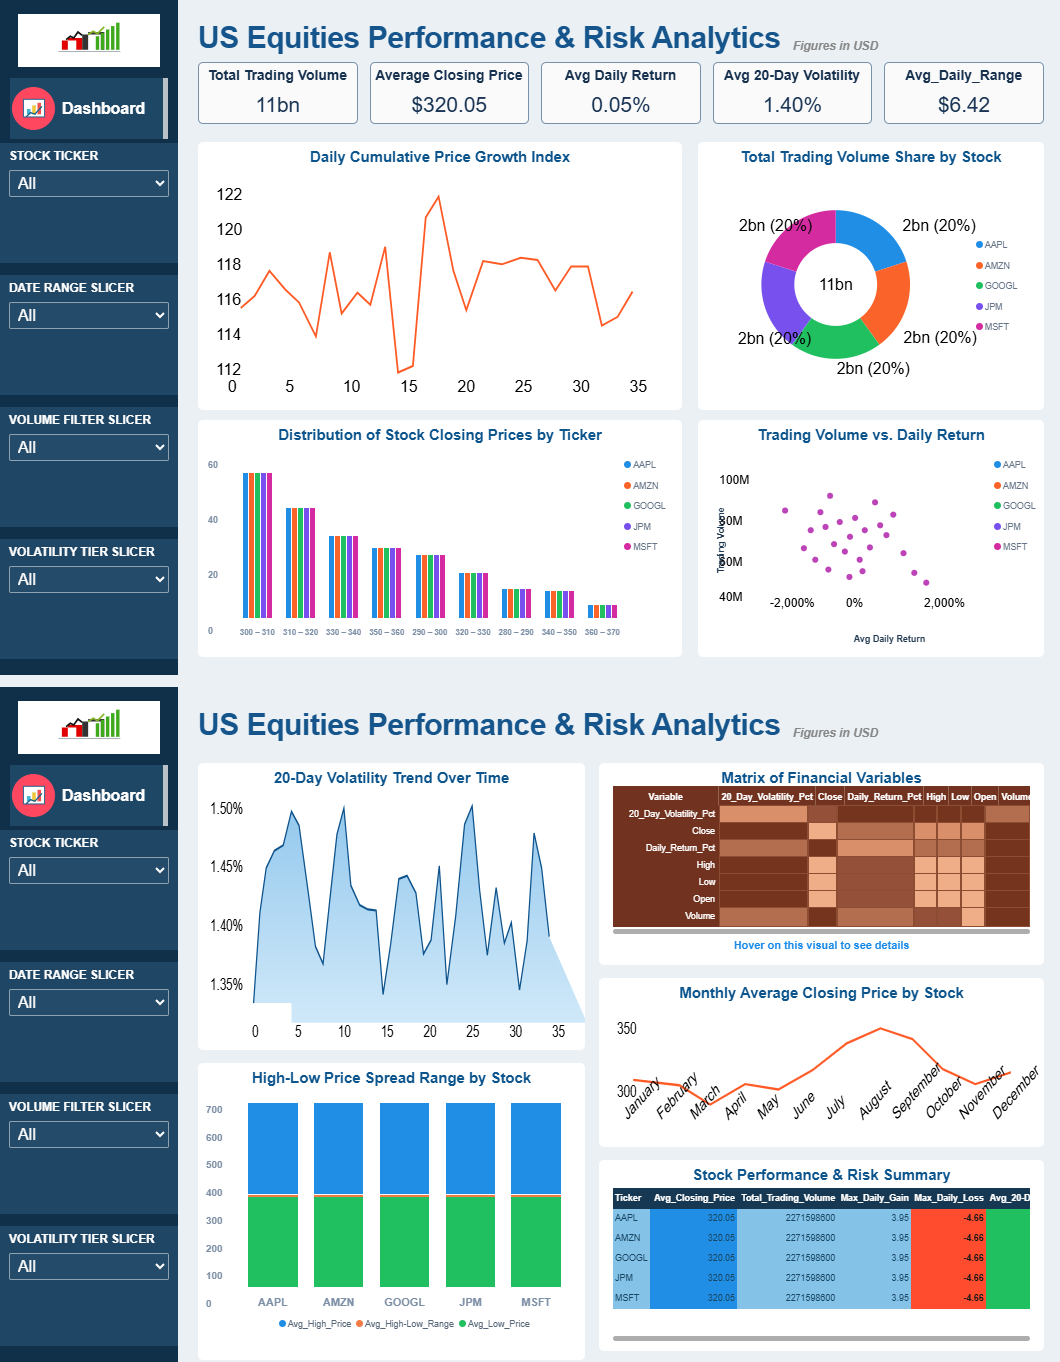 US Equities Performance & Risk Analytics Figures in USD
Dashboard
STOCK TICKER
All
DATE RANGE SLICER
All
VOLUME FILTER SLICER
All
VOLATILITY TIER SLICER
All
Total Trading Volume
11bn
Average Closing Price
$320.05
Avg Daily Return
0.05%
Avg 20-Day Volatility
1.40%
Avg_Daily_Range
$6.42
Daily Cumulative Price Growth Index
122
120
118
116
114
112
0 5 10 15 20 25 30 35
Total Trading Volume Share by Stock
2bn (20%) 2bn (20%)
11bn
2bn (20%) 2bn (20%)
2bn (20%)
AAPL
AMZN
GOOGL
JPM
MSFT
Distribution of Stock Closing Prices by Ticker
60
40
20
0
300 – 310 310 – 320 330 – 340 350 – 360 290 – 300 320 – 330 280 – 290 340 – 350 360 – 370
AAPL
AMZN
GOOGL
JPM
MSFT
Trading Volume vs. Daily Return
Trading Volume
100M
80M
60M
40M
-2,000% 0% 2,000%
Avg Daily Return
AAPL
AMZN
GOOGL
JPM
MSFT
US Equities Performance & Risk Analytics Figures in USD
Dashboard
STOCK TICKER
All
DATE RANGE SLICER
All
VOLUME FILTER SLICER
All
VOLATILITY TIER SLICER
All
20-Day Volatility Trend Over Time
1.50%
1.45%
1.40%
1.35%
0 5 10 15 20 25 30 35
Matrix of Financial Variables
Variable 20_Day_Volatility_Pct Close Daily_Return_Pct High Low Open Volume
20_Day_Volatility_Pct
Close
Daily_Return_Pct
High
Low
Open
Volume
Hover on this visual to see details
Monthly Average Closing Price by Stock
350
300
January February March April May June July August September October November December
High-Low Price Spread Range by Stock
700
600
500
400
300
200
100
0
AAPL AMZN GOOGL JPM MSFT
Avg_High_Price Avg_High-Low_Range Avg_Low_Price
Stock Performance & Risk Summary
Ticker Avg_Closing_Price Total_Trading_Volume Max_Daily_Gain Max_Daily_Loss Avg_20-D
AAPL 320.05 2271598600 3.95 -4.66
AMZN 320.05 2271598600 3.95 -4.66
GOOGL 320.05 2271598600 3.95 -4.66
JPM 320.05 2271598600 3.95 -4.66
MSFT 320.05 2271598600 3.95 -4.66